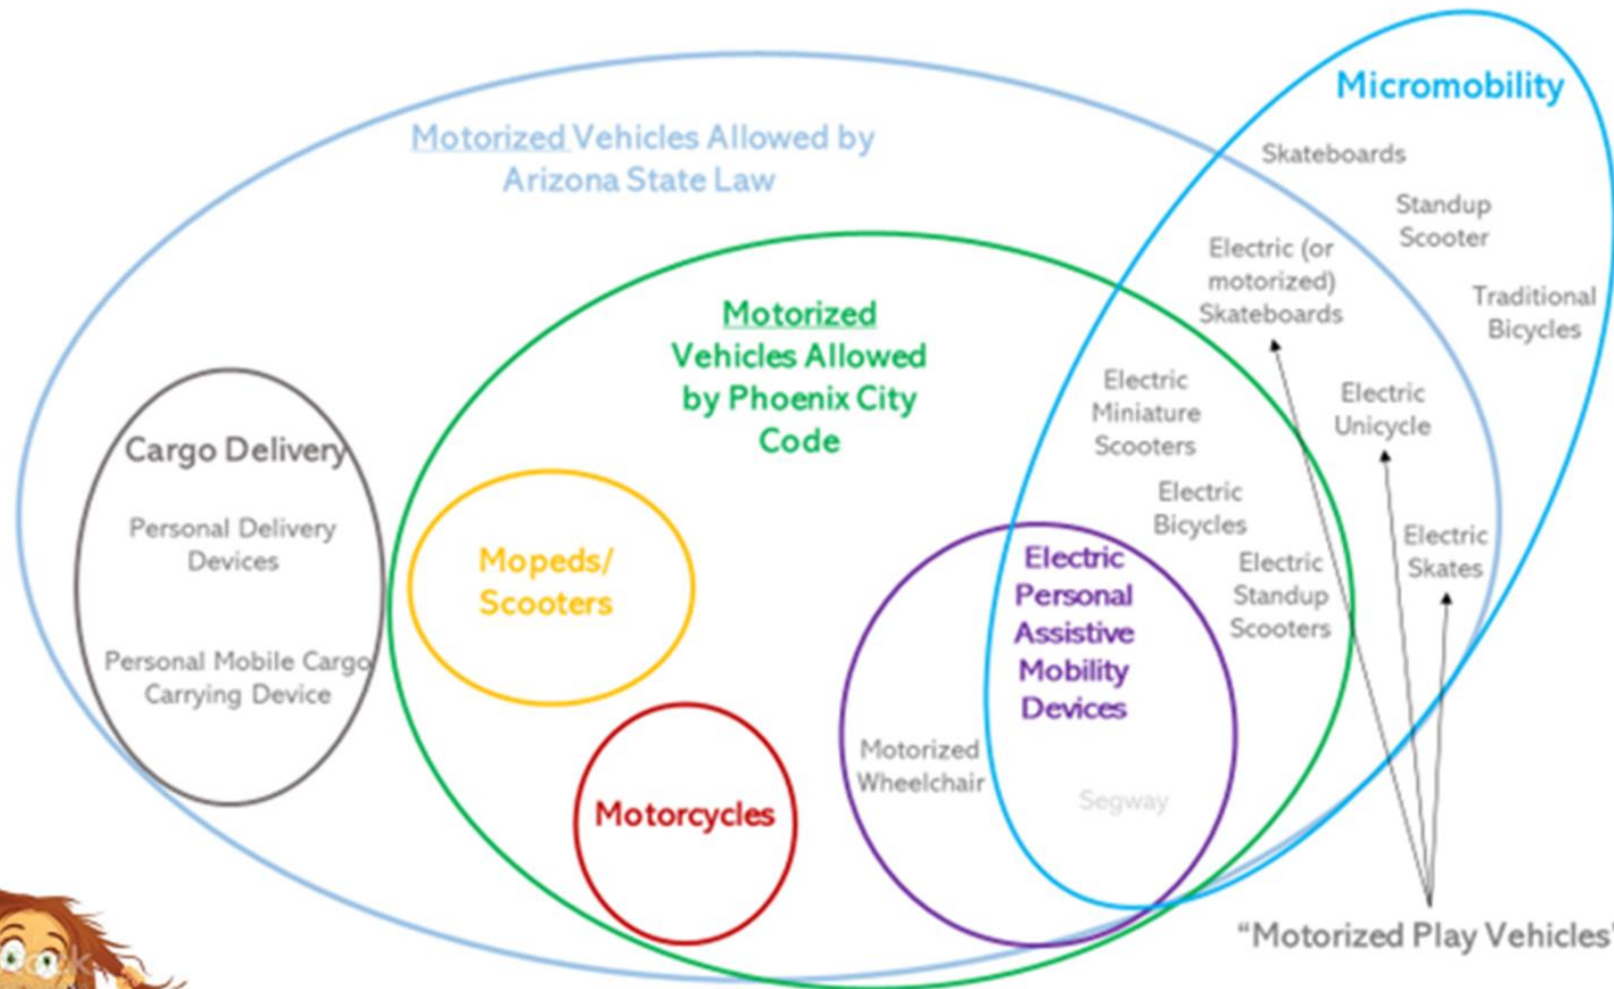 Micromobility
Motorized Vehicles Allowed by
Arizona State Law
Skateboards
Standup
Scooter
Electric (or
motorized)
Skateboards
Traditional
Bicycles
Motorized
Vehicles Allowed
by Phoenix City
Code
Electric
Miniature
Scooters
Electric
Unicycle
Cargo Delivery
Personal Delivery
Devices
Personal Mobile Cargo
Carrying Device
Mopeds/
Scooters
Electric
Bicycles
Electric
Skates
Electric
Standup
Scooters
Electric
Personal
Assistive
Mobility
Devices
Motorized
Wheelchair
Segway
Motorcycles
“Motorized Play Vehicles”